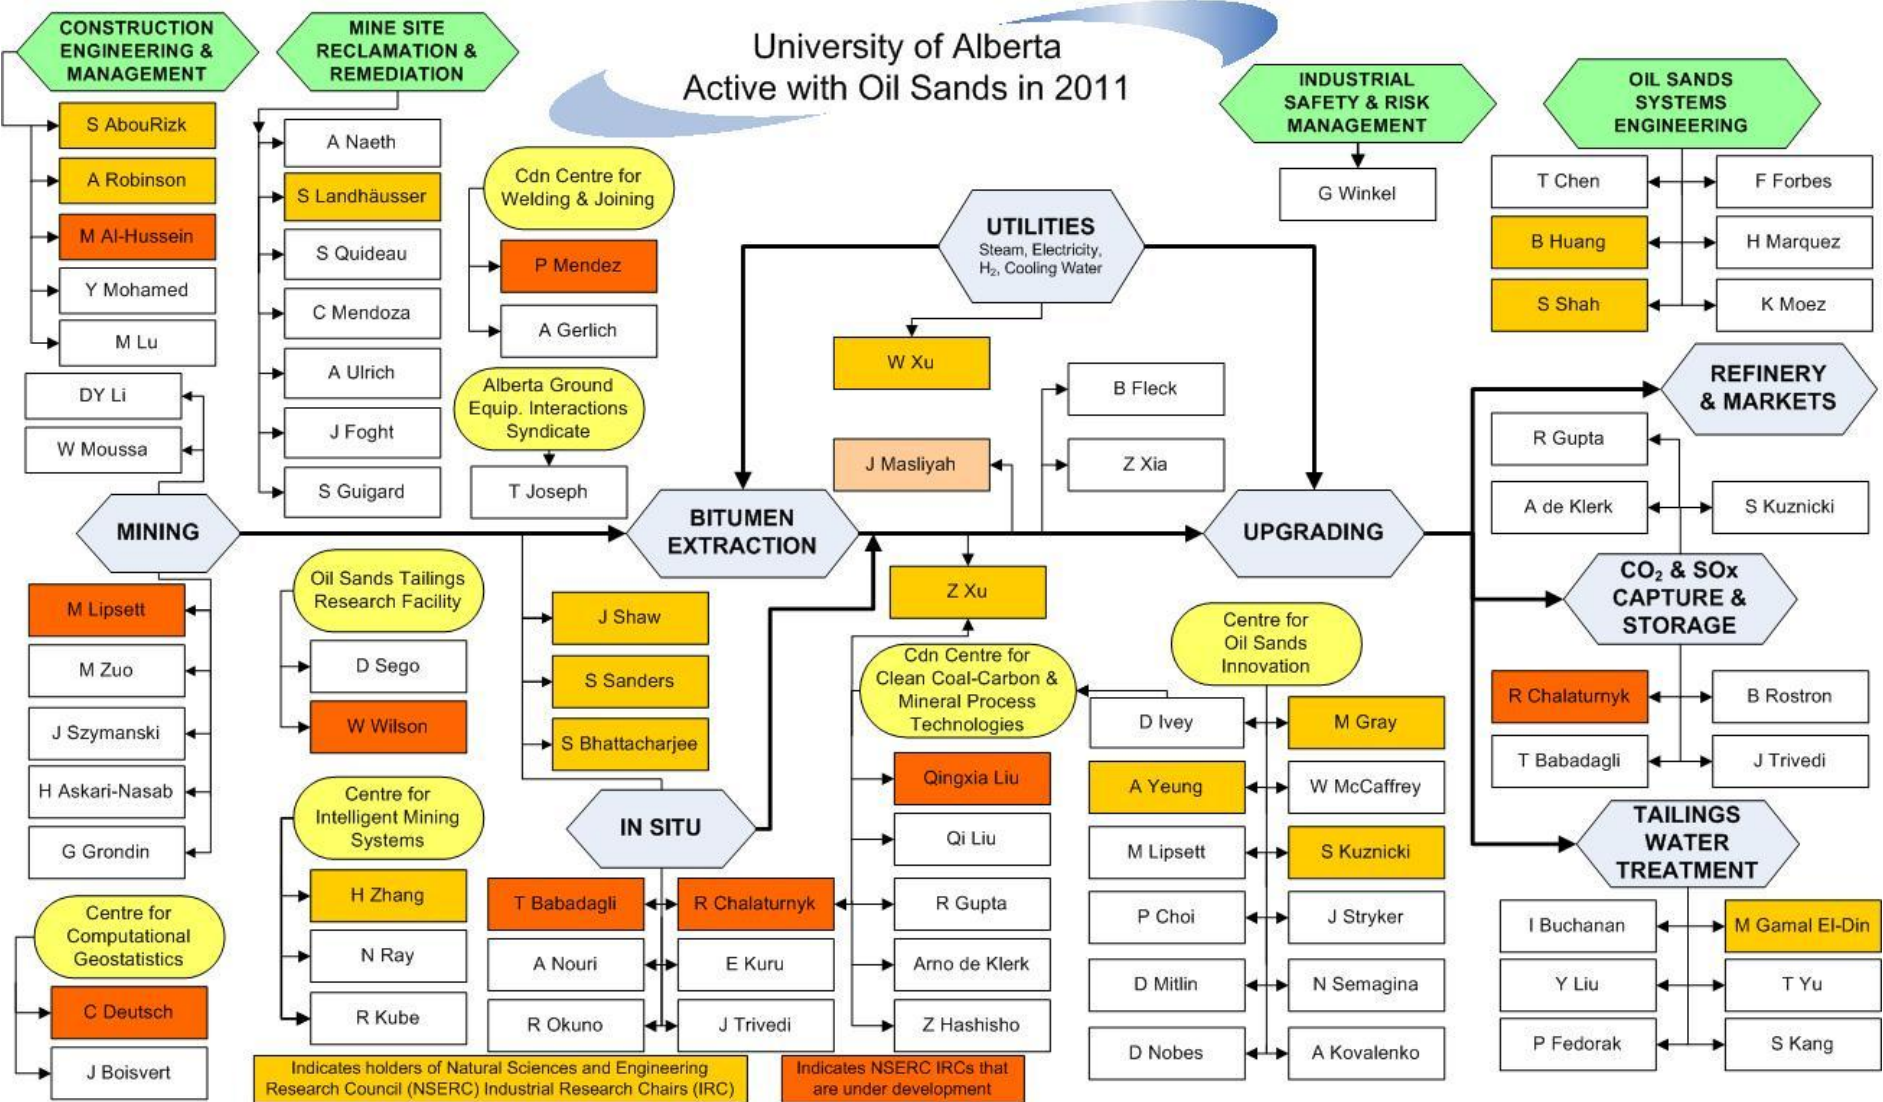 University of Alberta
Active with Oil Sands in 2011
CONSTRUCTION
ENGINEERING &
MANAGEMENT
S AbouRizk
A Robinson
M Al-Hussein
Y Mohamed
M Lu
MINE SITE
RECLAMATION &
REMEDIATION
A Naeth
S Landhäusser
S Quideau
C Mendoza
A Ulrich
J Foght
S Guigard
Cdn Centre for
Welding & Joining
P Mendez
A Gerlich
Alberta Ground
Equip. Interactions
Syndicate
T Joseph
UTILITIES
Steam, Electricity,
H₂, Cooling Water
W Xu
J Masliyah
B Fleck
Z Xia
INDUSTRIAL
SAFETY & RISK
MANAGEMENT
G Winkel
OIL SANDS
SYSTEMS
ENGINEERING
T Chen
F Forbes
B Huang
H Marquez
S Shah
K Moez
REFINERY
& MARKETS
R Gupta
A de Klerk
S Kuznicki
CO₂ & SOx
CAPTURE &
STORAGE
R Chalaturnyk
B Rostron
T Babadagli
J Trivedi
TAILINGS
WATER
TREATMENT
I Buchanan
M Gamal El-Din
Y Liu
T Yu
P Fedorak
S Kang
DY Li
W Moussa
MINING
M Lipsett
M Zuo
J Szymanski
H Askari-Nasab
G Grondin
Centre for
Computational
Geostatistics
C Deutsch
J Boisvert
Oil Sands Tailings
Research Facility
D Sego
W Wilson
Centre for
Intelligent Mining
Systems
H Zhang
N Ray
R Kube
BITUMEN
EXTRACTION
J Shaw
S Sanders
S Bhattacharjee
IN SITU
T Babadagli
R Chalaturnyk
A Nouri
E Kuru
R Okuno
J Trivedi
UPGRADING
Z Xu
Cdn Centre for
Clean Coal-Carbon &
Mineral Process
Technologies
Qingxia Liu
Qi Liu
R Gupta
Arno de Klerk
Z Hashisho
Centre for
Oil Sands
Innovation
D Ivey
M Gray
A Yeung
W McCaffrey
M Lipsett
S Kuznicki
P Choi
J Stryker
D Mitlin
N Semagina
D Nobes
A Kovalenko
Indicates holders of Natural Sciences and Engineering
Research Council (NSERC) Industrial Research Chairs (IRC)
Indicates NSERC IRCs that
are under development